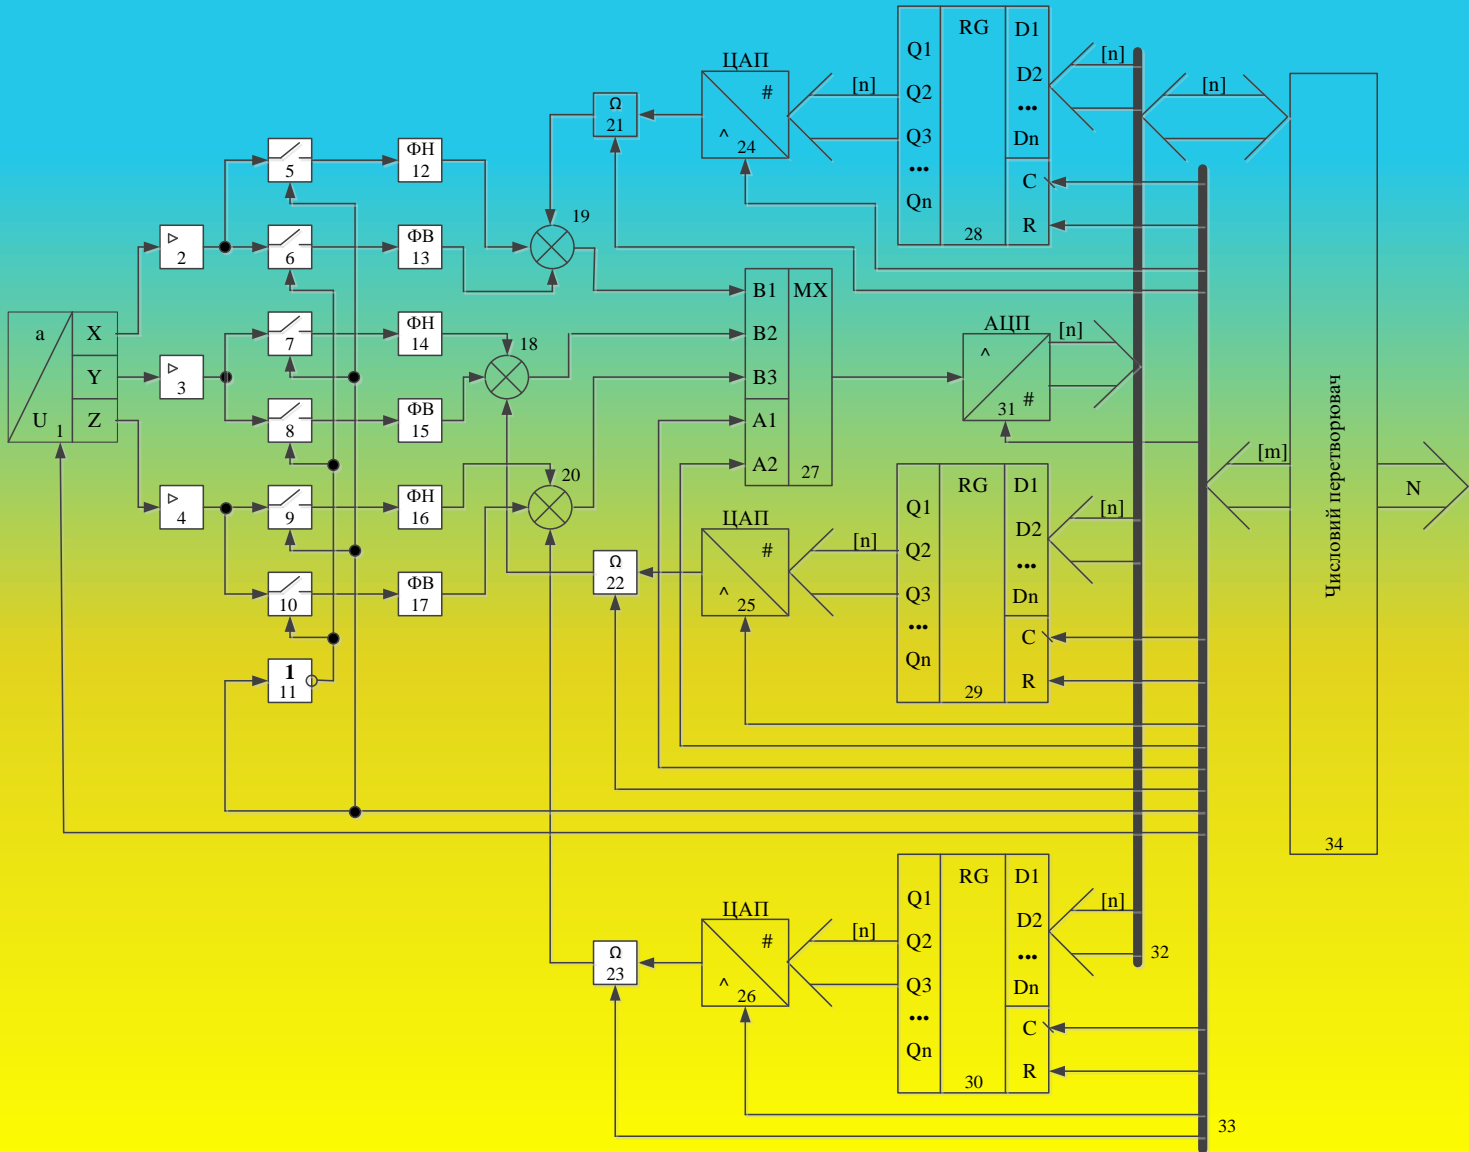 ЦАП
#
^
24
Ω
21
[n]
Q1
Q2
Q3
•••
Qn
RG
28
D1
D2
•••
Dn
C
R
[n]
[n]
5
ФН
12
2
6
ФВ
13
19
a
U
1
X
Y
Z
3
7
ФН
14
18
8
ФВ
15
4
9
ФН
16
20
10
ФВ
17
1
11
B1
B2
B3
A1
A2
MX
27
АЦП
^
31
#
[n]
ЦАП
#
^
25
Ω
22
[n]
Q1
Q2
Q3
•••
Qn
RG
29
D1
D2
•••
Dn
C
R
[n]
[m]
Числовий перетворювач
34
N
ЦАП
#
^
26
Ω
23
[n]
Q1
Q2
Q3
•••
Qn
RG
30
D1
D2
•••
Dn
C
R
[n]
32
33